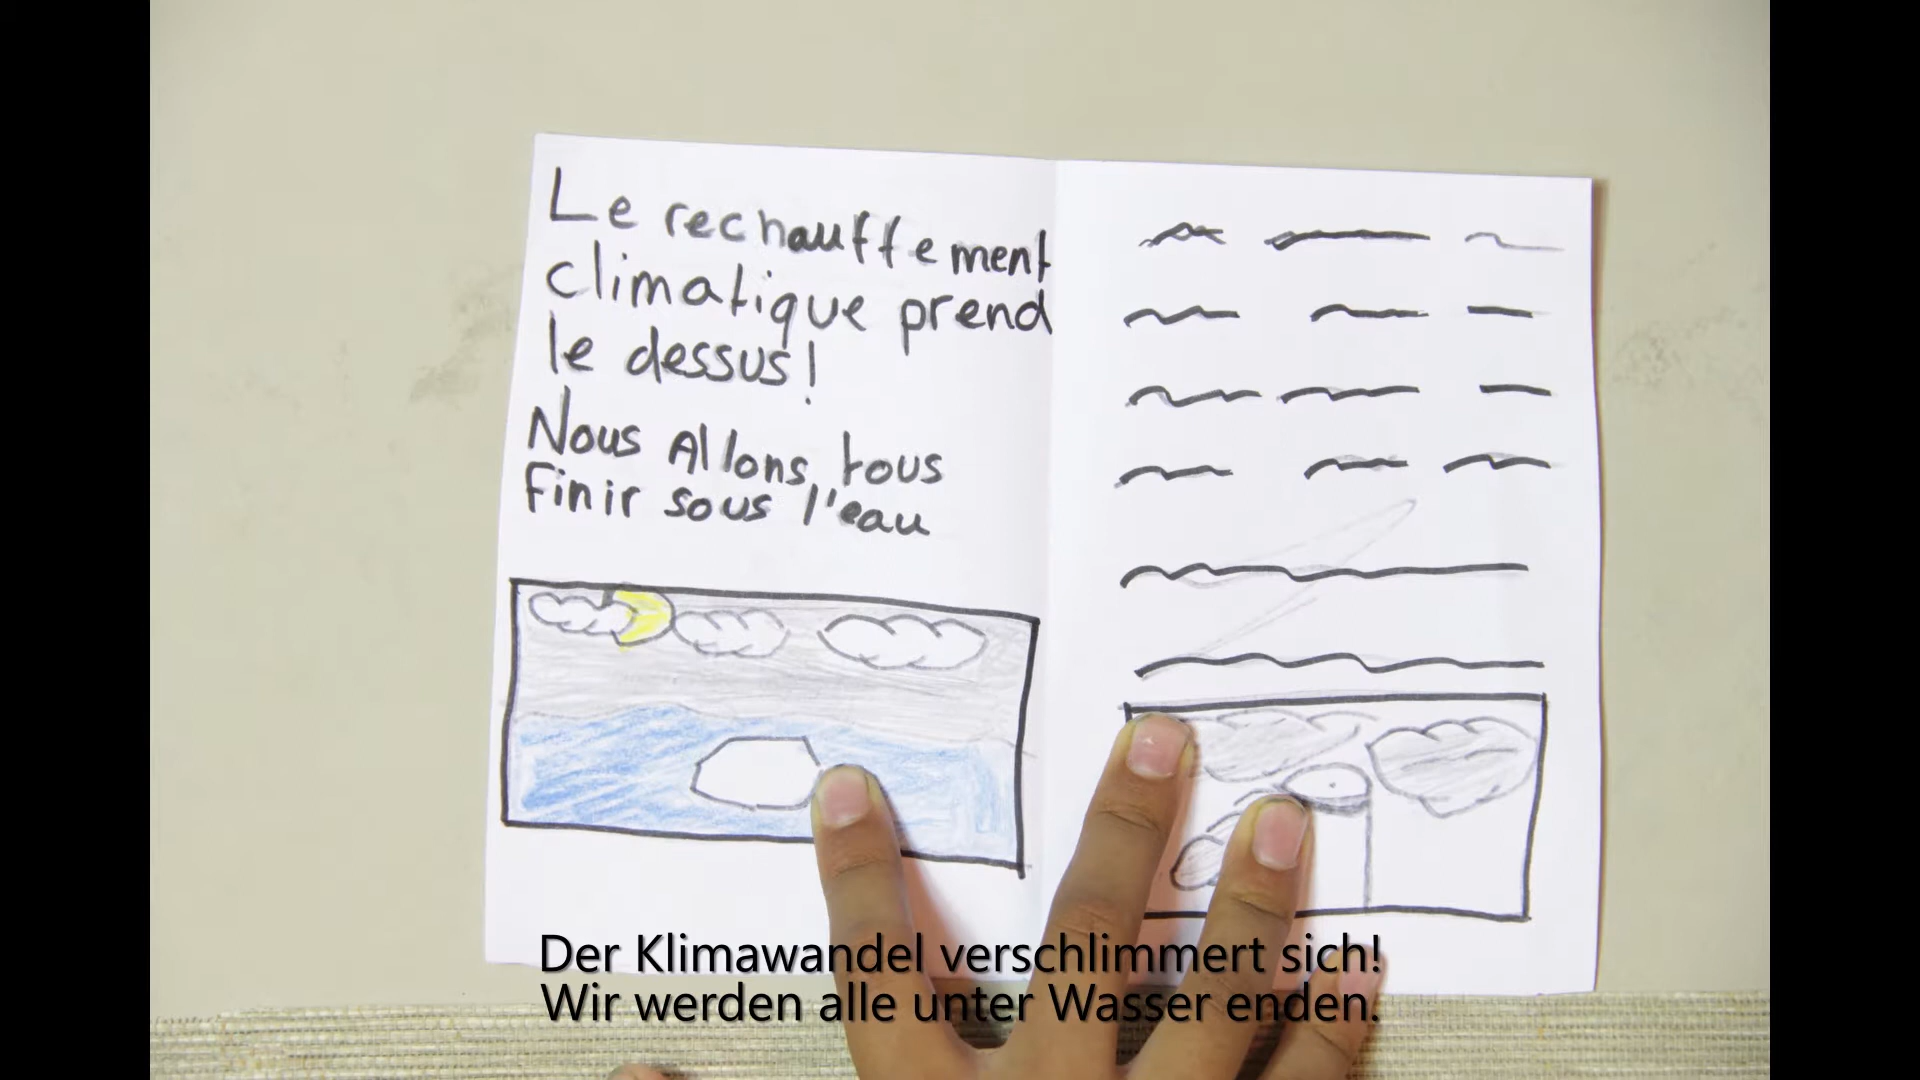 Le rechauffement
climatique prend
le dessus!
Nous Allons tous
finir sous l'eau
Der Klimawandel verschlimmert sich!
Wir werden alle unter Wasser enden.